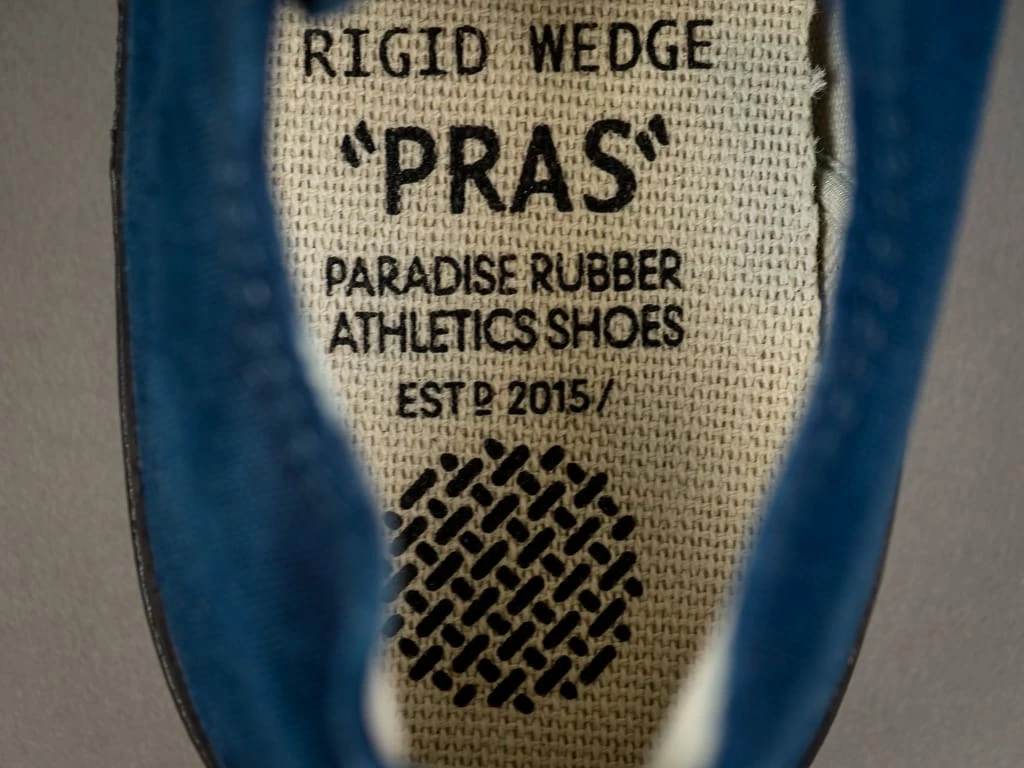 RIGID WEDGE
"PRAS"
PARADISE RUBBER
ATHLETICS SHOES
ESTD 2015/